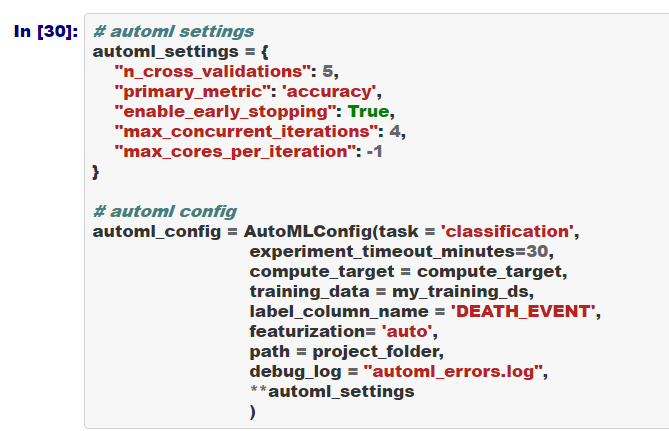 In [30]: # automl settings
automl_settings = {
    "n_cross_validations": 5,
    "primary_metric": 'accuracy',
    "enable_early_stopping": True,
    "max_concurrent_iterations": 4,
    "max_cores_per_iteration": -1
}

# automl config
automl_config = AutoMLConfig(task = 'classification',
                             experiment_timeout_minutes=30,
                             compute_target = compute_target,
                             training_data = my_training_ds,
                             label_column_name = 'DEATH_EVENT',
                             featurization= 'auto',
                             path = project_folder,
                             debug_log = "automl_errors.log",
                             **automl_settings
                             )